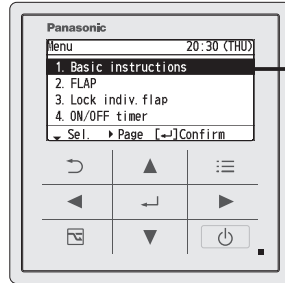 Panasonic
Menu 20:30 (THU)
1. Basic instructions
2. FLAP
3. Lock indiv.flap
4. ON/OFF timer
Sel. Page [↵]Confirm